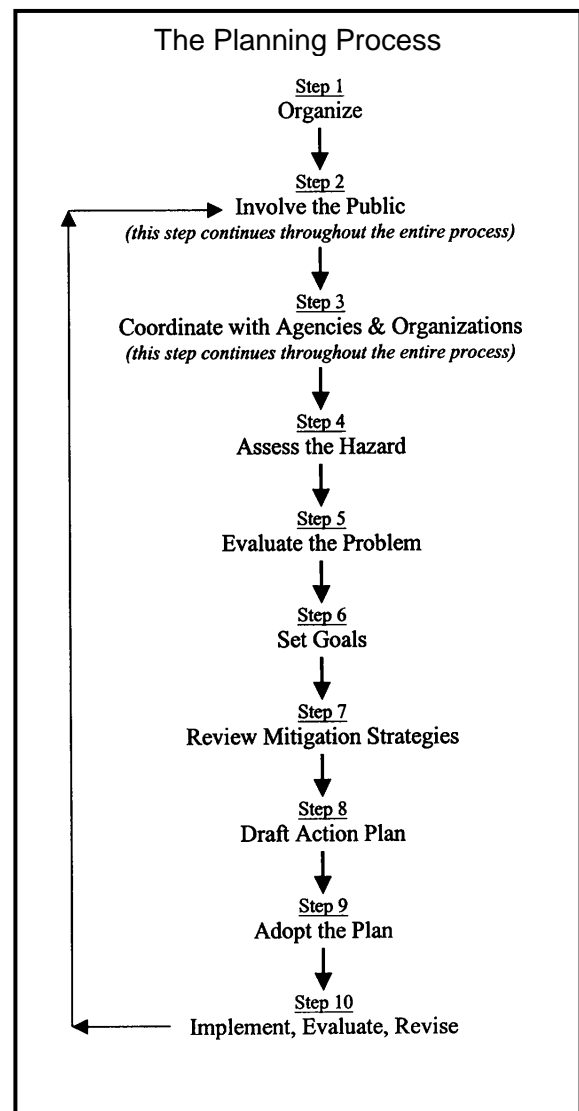 The Planning Process
Step 1
Organize
Step 2
Involve the Public
(this step continues throughout the entire process)
Step 3
Coordinate with Agencies & Organizations
(this step continues throughout the entire process)
Step 4
Assess the Hazard
Step 5
Evaluate the Problem
Step 6
Set Goals
Step 7
Review Mitigation Strategies
Step 8
Draft Action Plan
Step 9
Adopt the Plan
Step 10
Implement, Evaluate, Revise